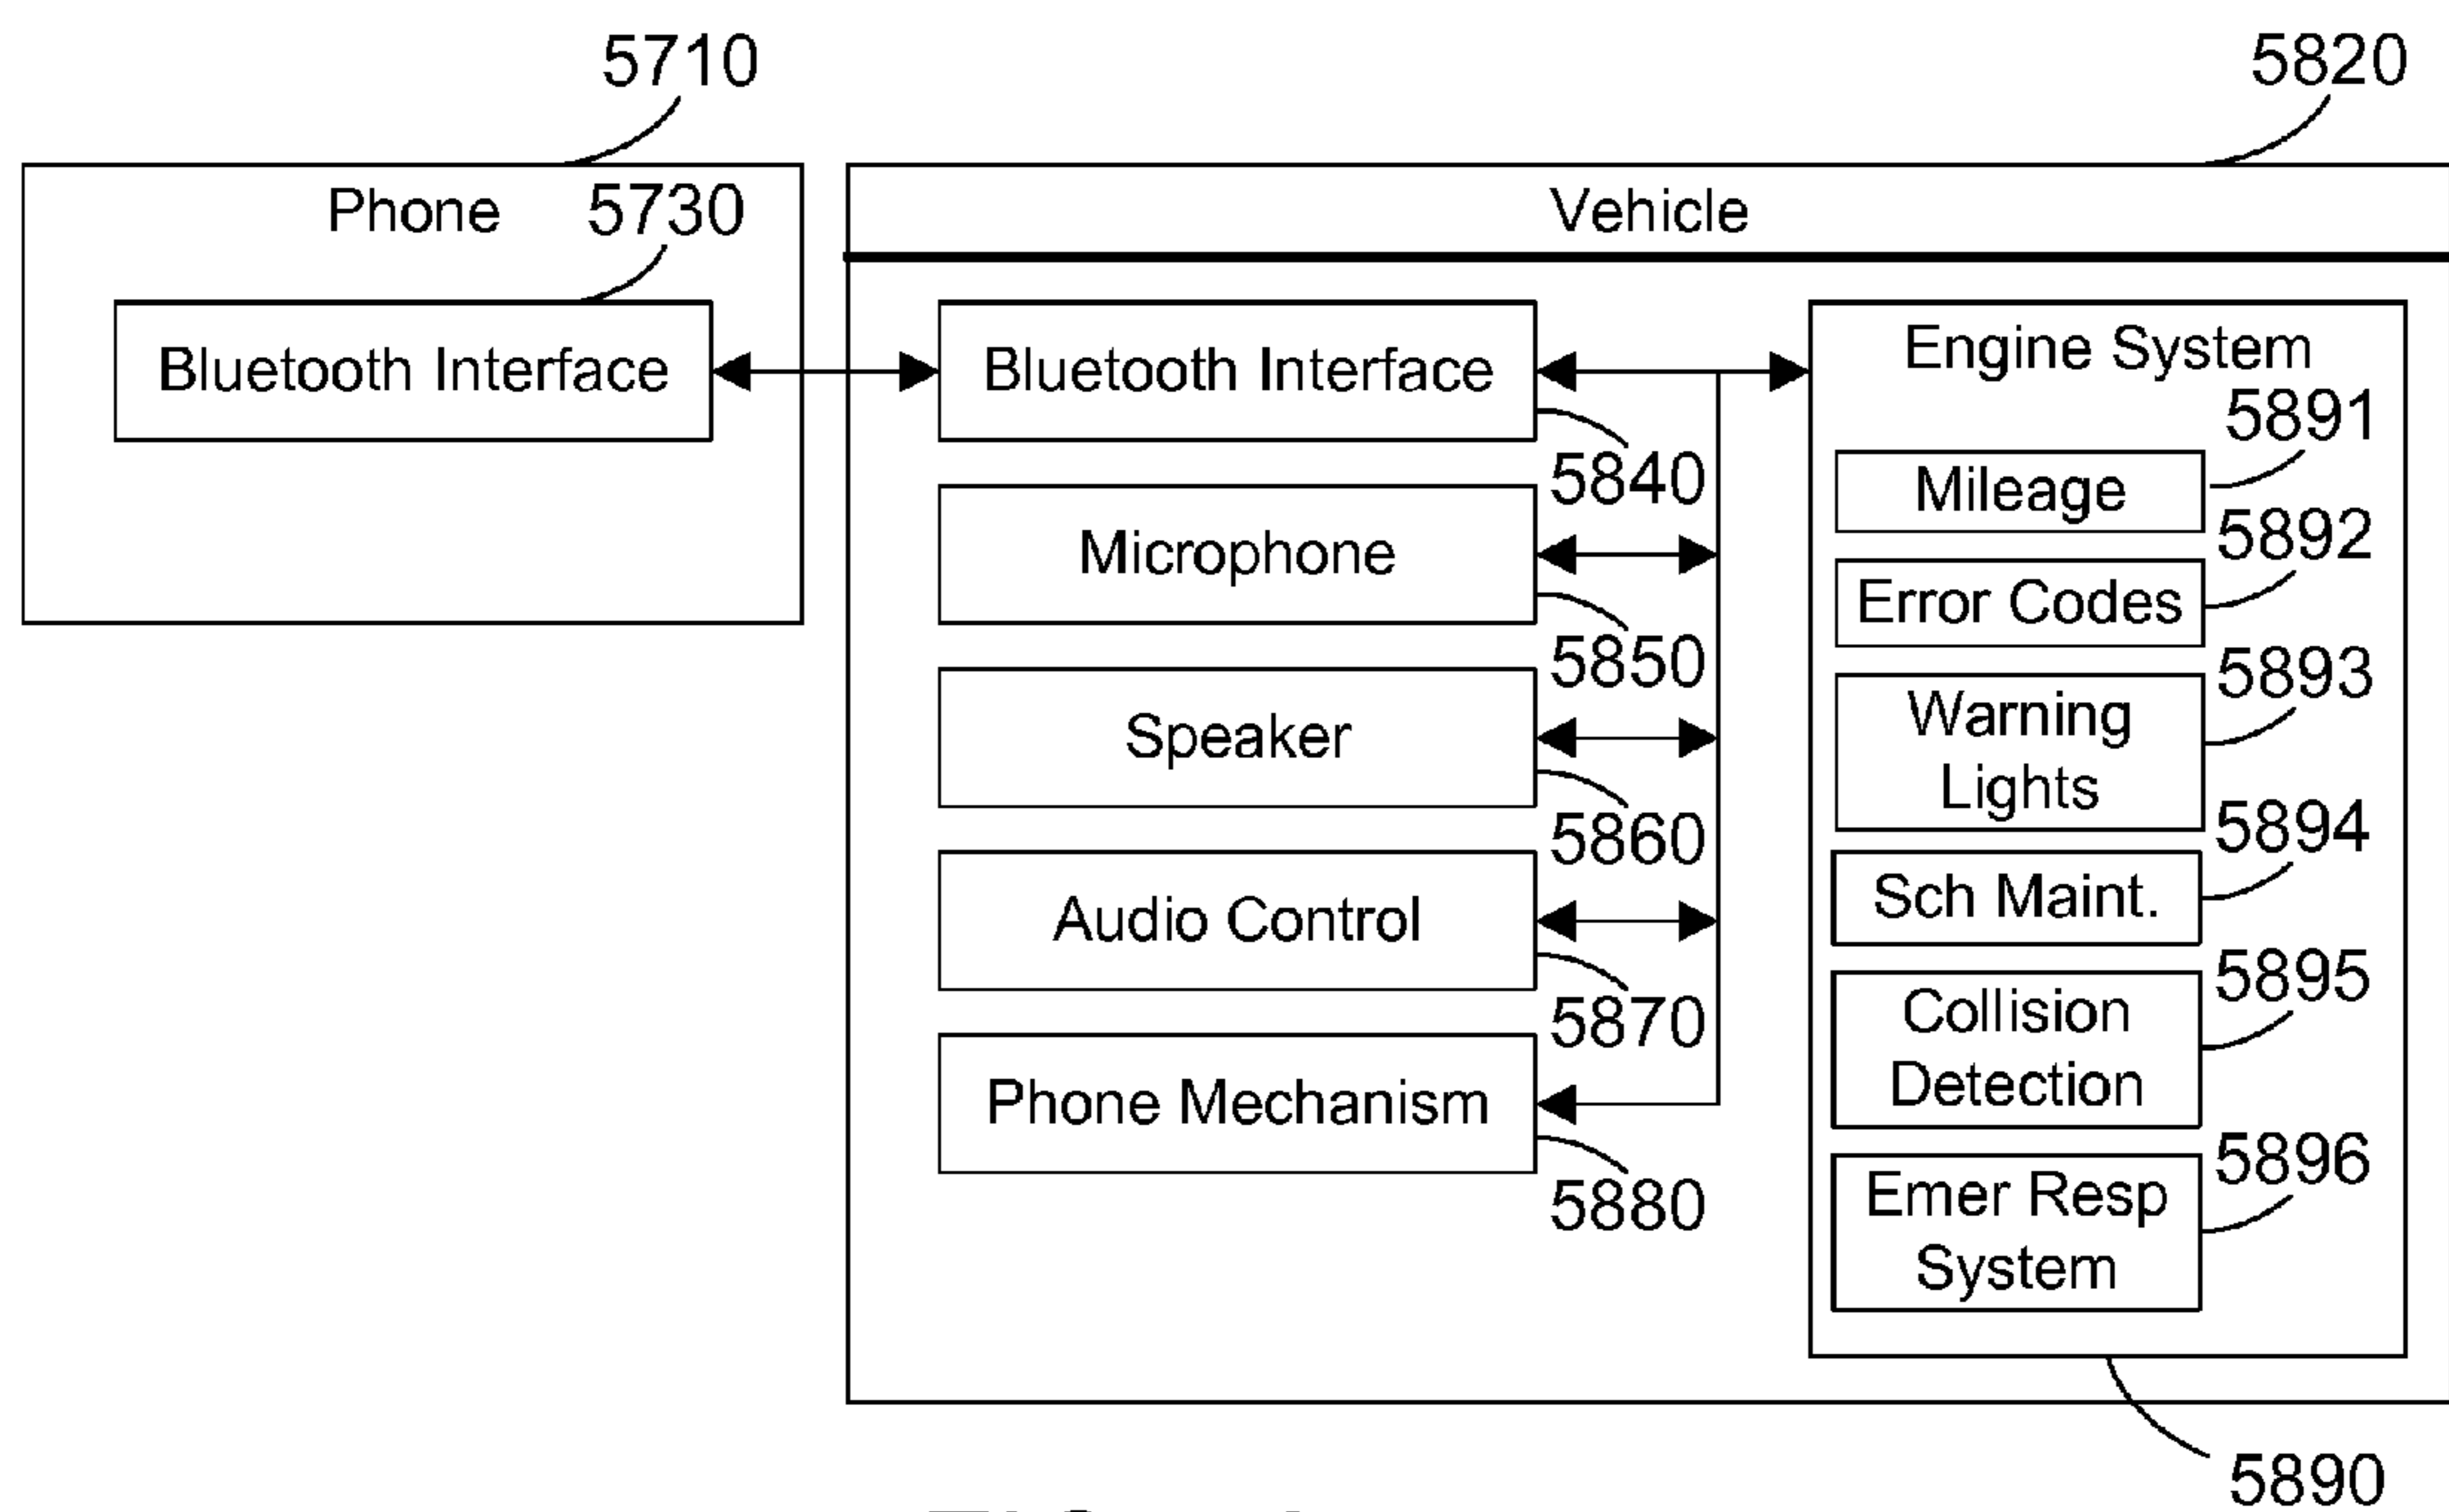 5710
5820
Phone
5730
Vehicle
Bluetooth Interface
Bluetooth Interface
5840
Microphone
5850
Speaker
5860
Audio Control
5870
Phone Mechanism
5880
Engine System
5891
Mileage
5892
Error Codes
5893
Warning
Lights
5894
Sch Maint.
5895
Collision
Detection
5896
Emer Resp
System
5890